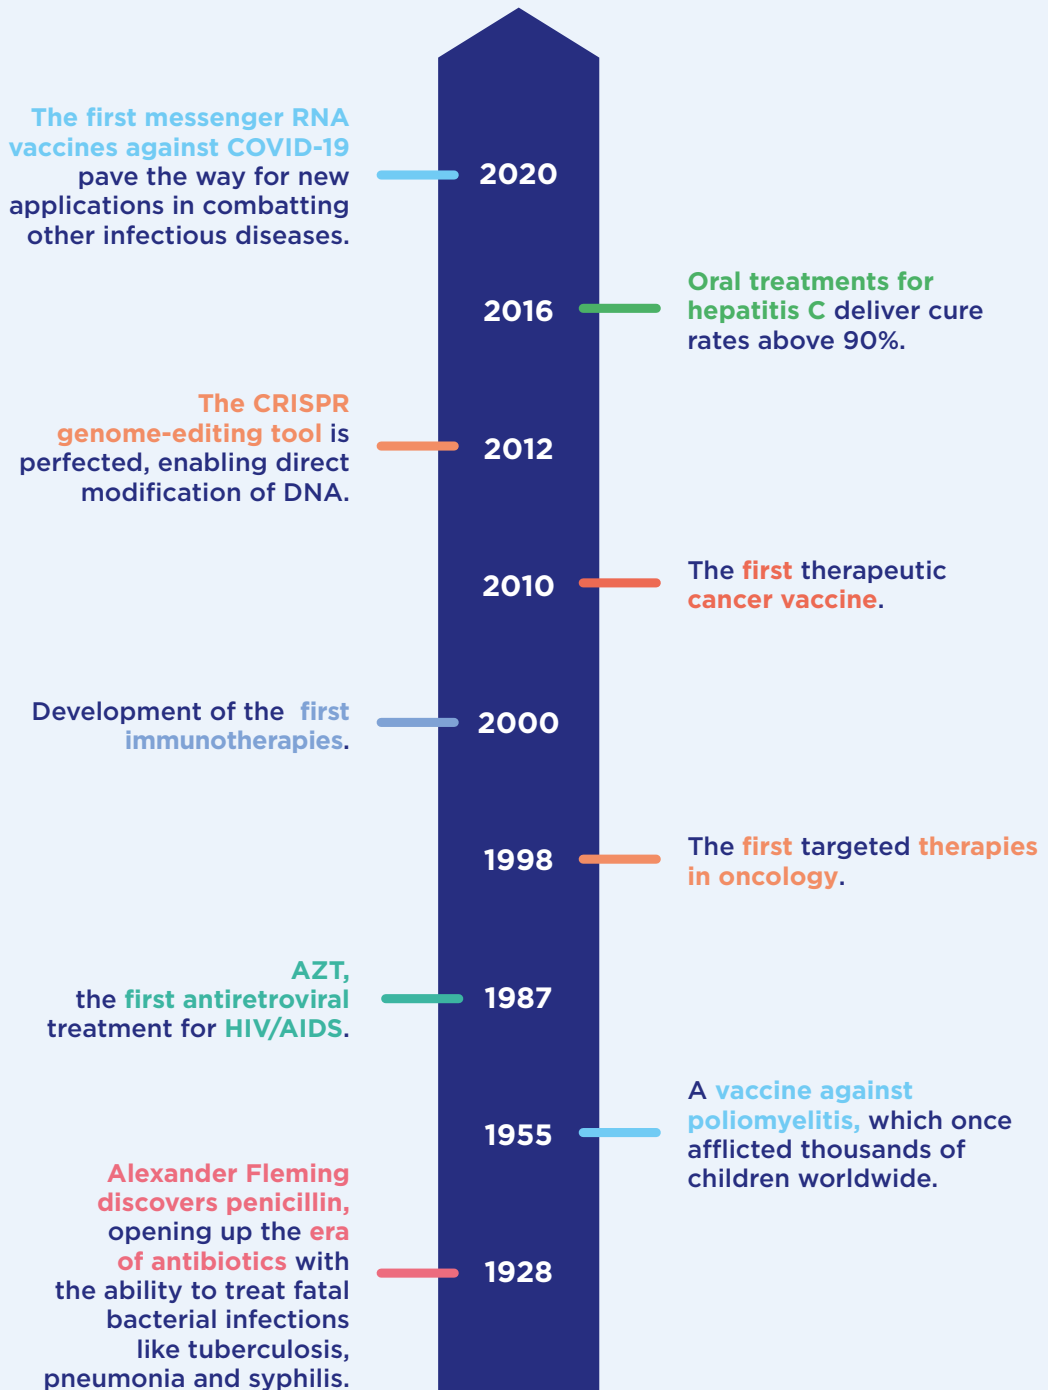 The first messenger RNA
vaccines against COVID-19
pave the way for new
applications in combatting
other infectious diseases.
2020
Oral treatments for
hepatitis C deliver cure
rates above 90%.
2016
The CRISPR
genome-editing tool is
perfected, enabling direct
modification of DNA.
2012
The first therapeutic
cancer vaccine.
2010
Development of the first
immunotherapies.
2000
The first targeted therapies
in oncology.
1998
AZT,
the first antiretroviral
treatment for HIV/AIDS.
1987
A vaccine against
poliomyelitis, which once
afflicted thousands of
children worldwide.
1955
Alexander Fleming
discovers penicillin,
opening up the era
of antibiotics with
the ability to treat fatal
bacterial infections
like tuberculosis,
pneumonia and syphilis.
1928